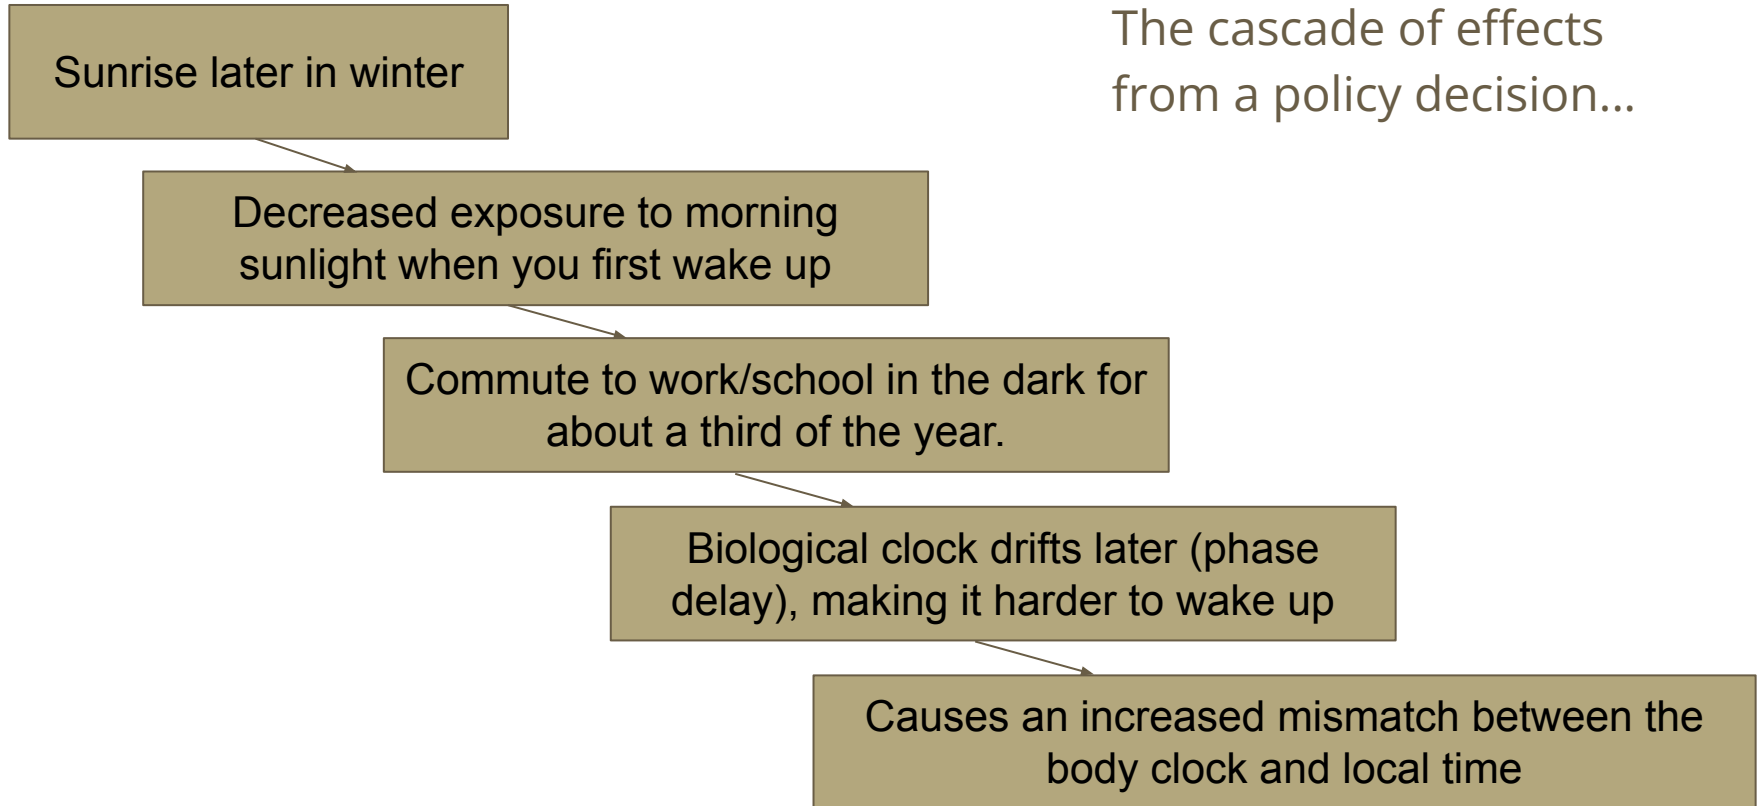 The cascade of effects
from a policy decision...
Sunrise later in winter
Decreased exposure to morning
sunlight when you first wake up
Commute to work/school in the dark for
about a third of the year.
Biological clock drifts later (phase
delay), making it harder to wake up
Causes an increased mismatch between the
body clock and local time